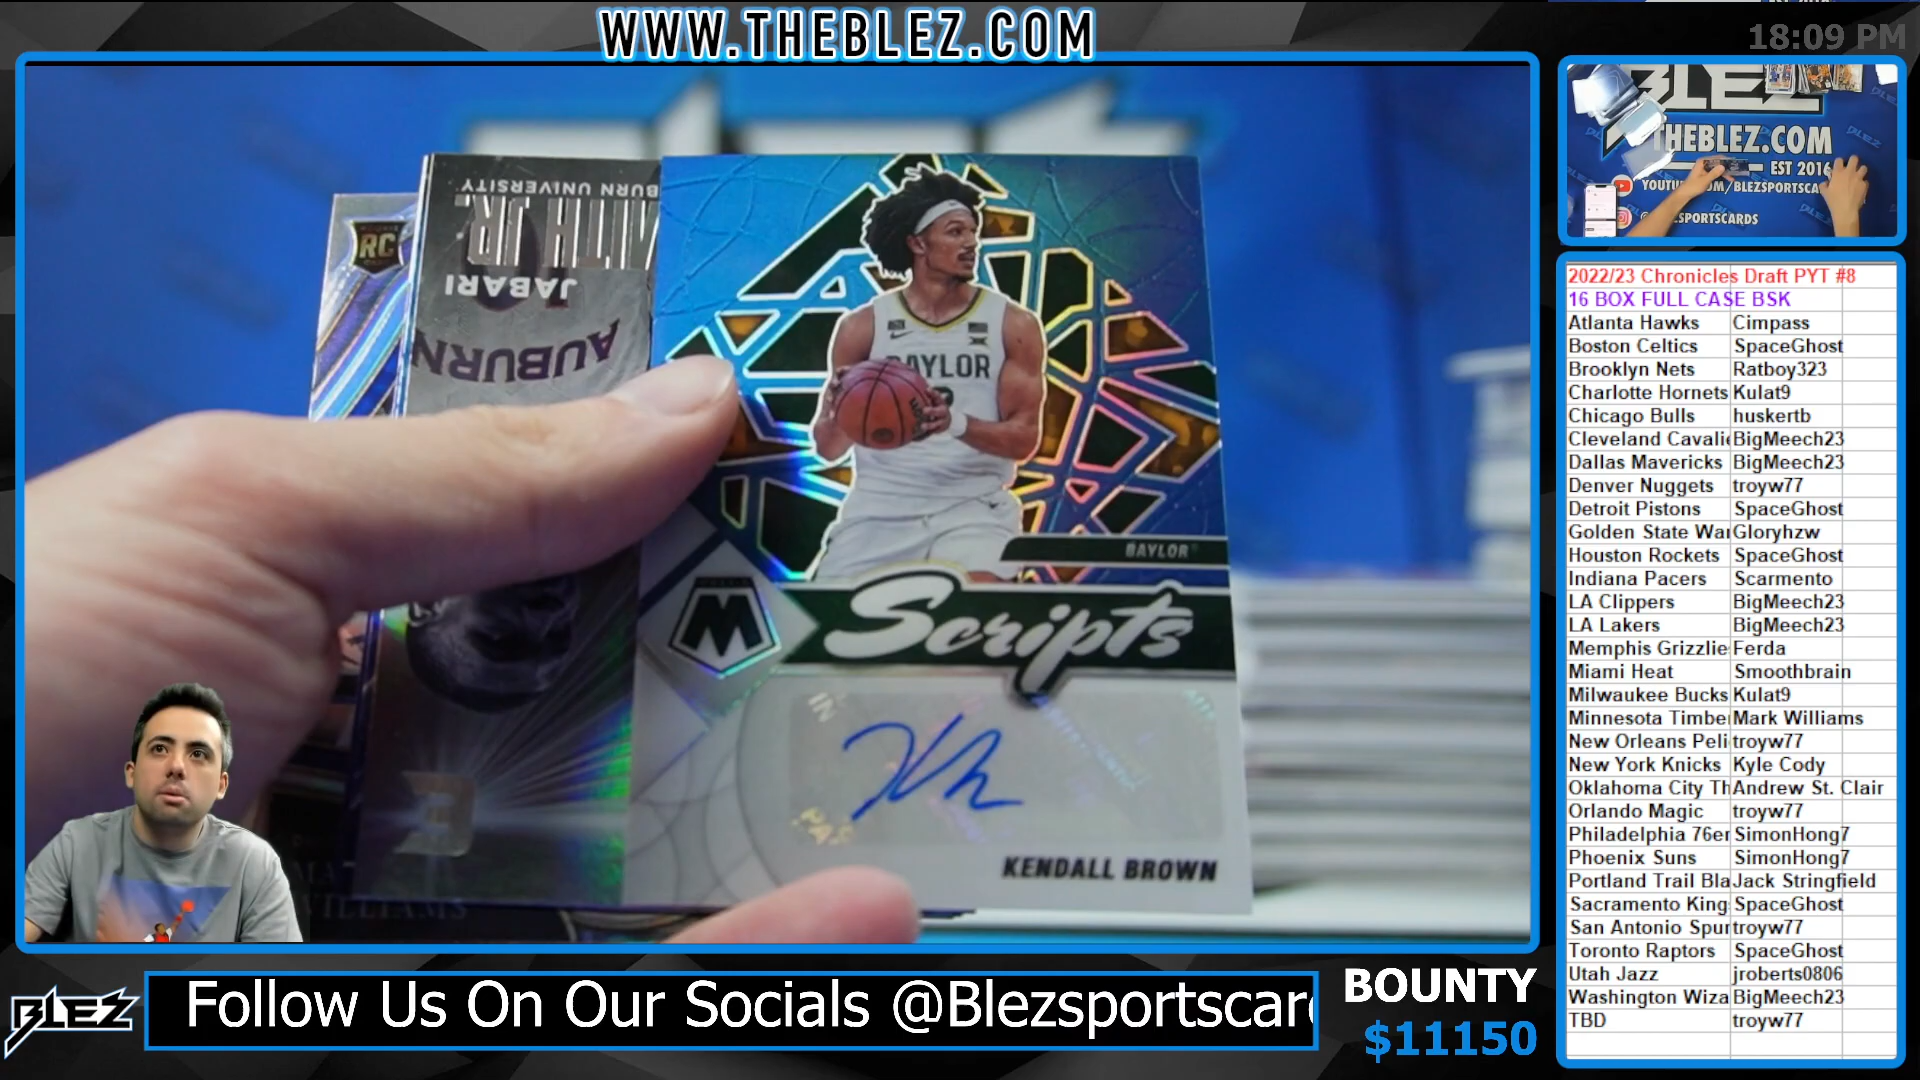 WWW.THEBLEZ.COM
18:09 PM
BLEZ
THEBLEZ.COM
EST 2016
SPORTSCARDS
BURN UNIVERSITY
SMITH JR.
JABARI
AUBURN
RC
BAYLOR
BAYLOR
M
Scripts
KENDALL BROWN
WILLIAMS
2022/23 Chronicles Draft PYT #8
16 BOX FULL CASE BSK
Atlanta Hawks Cimpass
Boston Celtics SpaceGhost
Brooklyn Nets Ratboy323
Charlotte Hornets Kulat9
Chicago Bulls huskertb
Cleveland Cavalie BigMeech23
Dallas Mavericks BigMeech23
Denver Nuggets troyw77
Detroit Pistons SpaceGhost
Golden State War Gloryhzw
Houston Rockets SpaceGhost
Indiana Pacers Scarmento
LA Clippers BigMeech23
LA Lakers BigMeech23
Memphis Grizzlie Ferda
Miami Heat Smoothbrain
Milwaukee Bucks Kulat9
Minnesota Timbe Mark Williams
New Orleans Peli troyw77
New York Knicks Kyle Cody
Oklahoma City Th Andrew St. Clair
Orlando Magic troyw77
Philadelphia 76er SimonHong7
Phoenix Suns SimonHong7
Portland Trail Bla Jack Stringfield
Sacramento King SpaceGhost
San Antonio Spur troyw77
Toronto Raptors SpaceGhost
Utah Jazz jroberts0806
Washington Wiza BigMeech23
TBD troyw77
BLEZ
Follow Us On Our Socials @Blezsportscar
BOUNTY
$11150